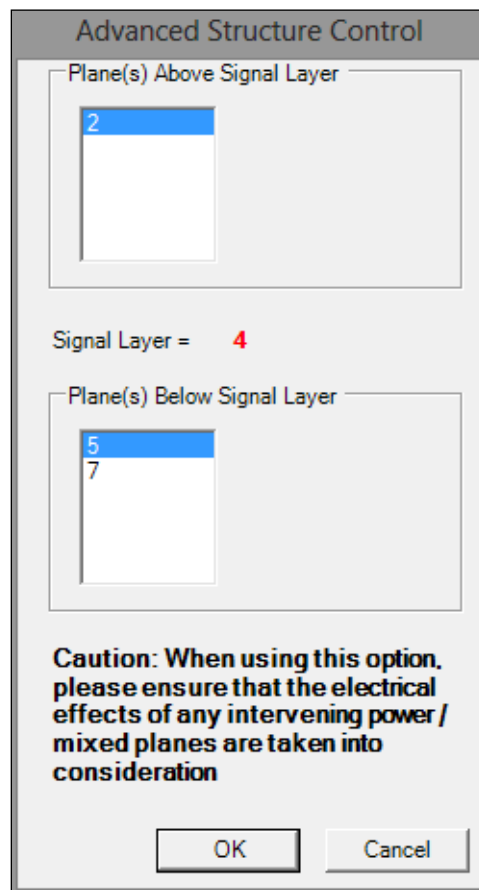 Advanced Structure Control
Plane(s) Above Signal Layer
2
Signal Layer = 4
Plane(s) Below Signal Layer
5
7
Caution: When using this option,
please ensure that the electrical
effects of any intervening power /
mixed planes are taken into
consideration
OK Cancel